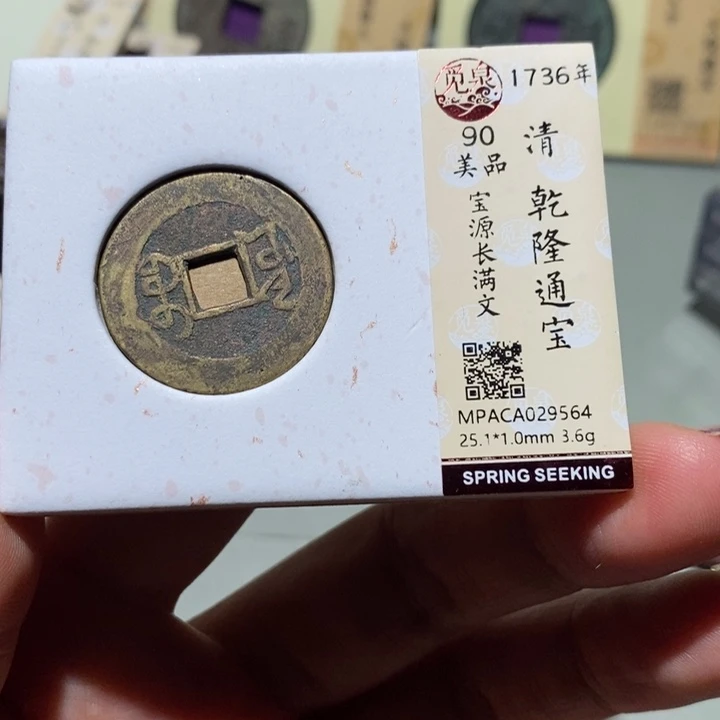 觅泉
1736年
90
美品
清 乾隆通宝
宝源长满文
MPACA029564
25.1*1.0mm 3.6g
SPRING SEEKING